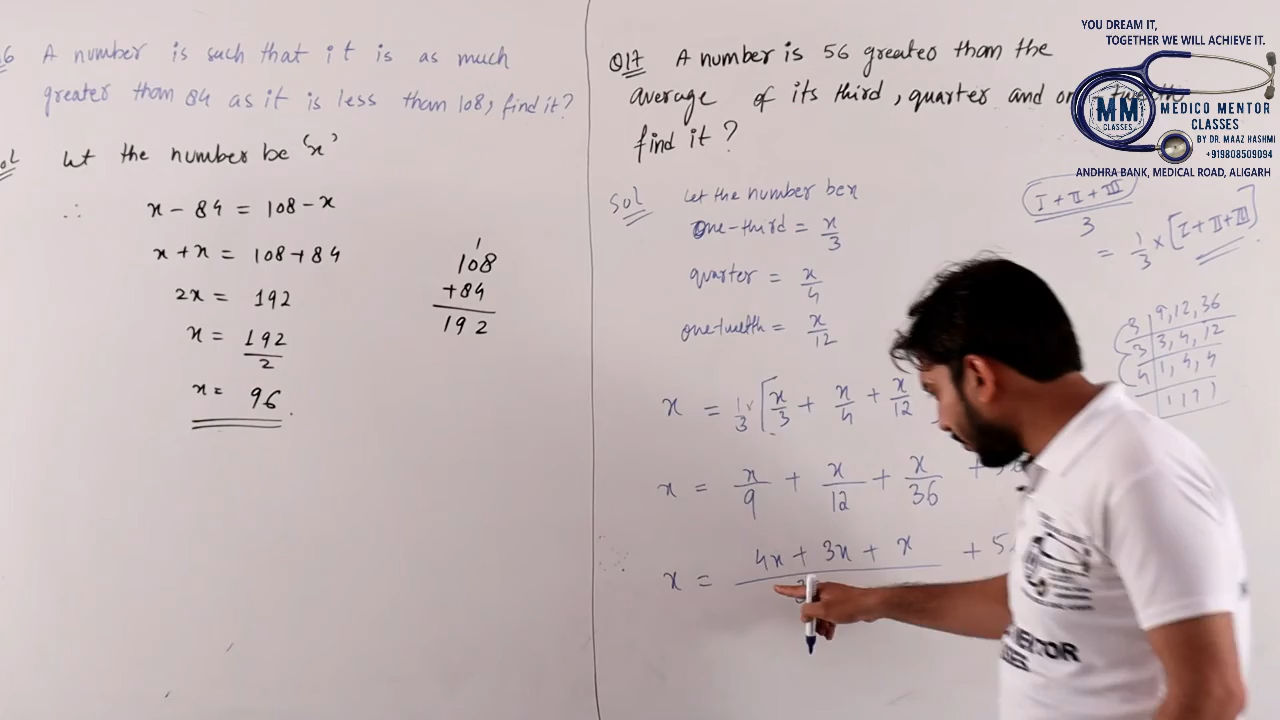 6 A number is such that it is as much
greater than 84 as it is less than 108, find it?
Sol Let the number be 'x'
∴ x - 84 = 108 - x
x + x = 108 + 84
2x = 192
x = 192/2
x = 96.
108
+84
192
Q17 A number is 56 greater than the
average of its third, quarter and
find it?
Sol Let the number be x
One-third = x/3
quarter = x/4
one-twelth = x/12
x = 1/3 × [x/3 + x/4 + x/12
x = x/9 + x/12 + x/36 +
x = 4x + 3x + x + 5
I + II + III
3
= 1/3 × [I + II + III]
3 | 9, 12, 36
3 | 3, 4, 12
4 | 1, 4, 4
1, 1, 1
YOU DREAM IT,
TOGETHER WE WILL ACHIEVE IT.
MM
CLASSES
MEDICO MENTOR
CLASSES
BY DR. MAAZ HASHMI
+919808509094
ANDHRA BANK, MEDICAL ROAD, ALIGARH